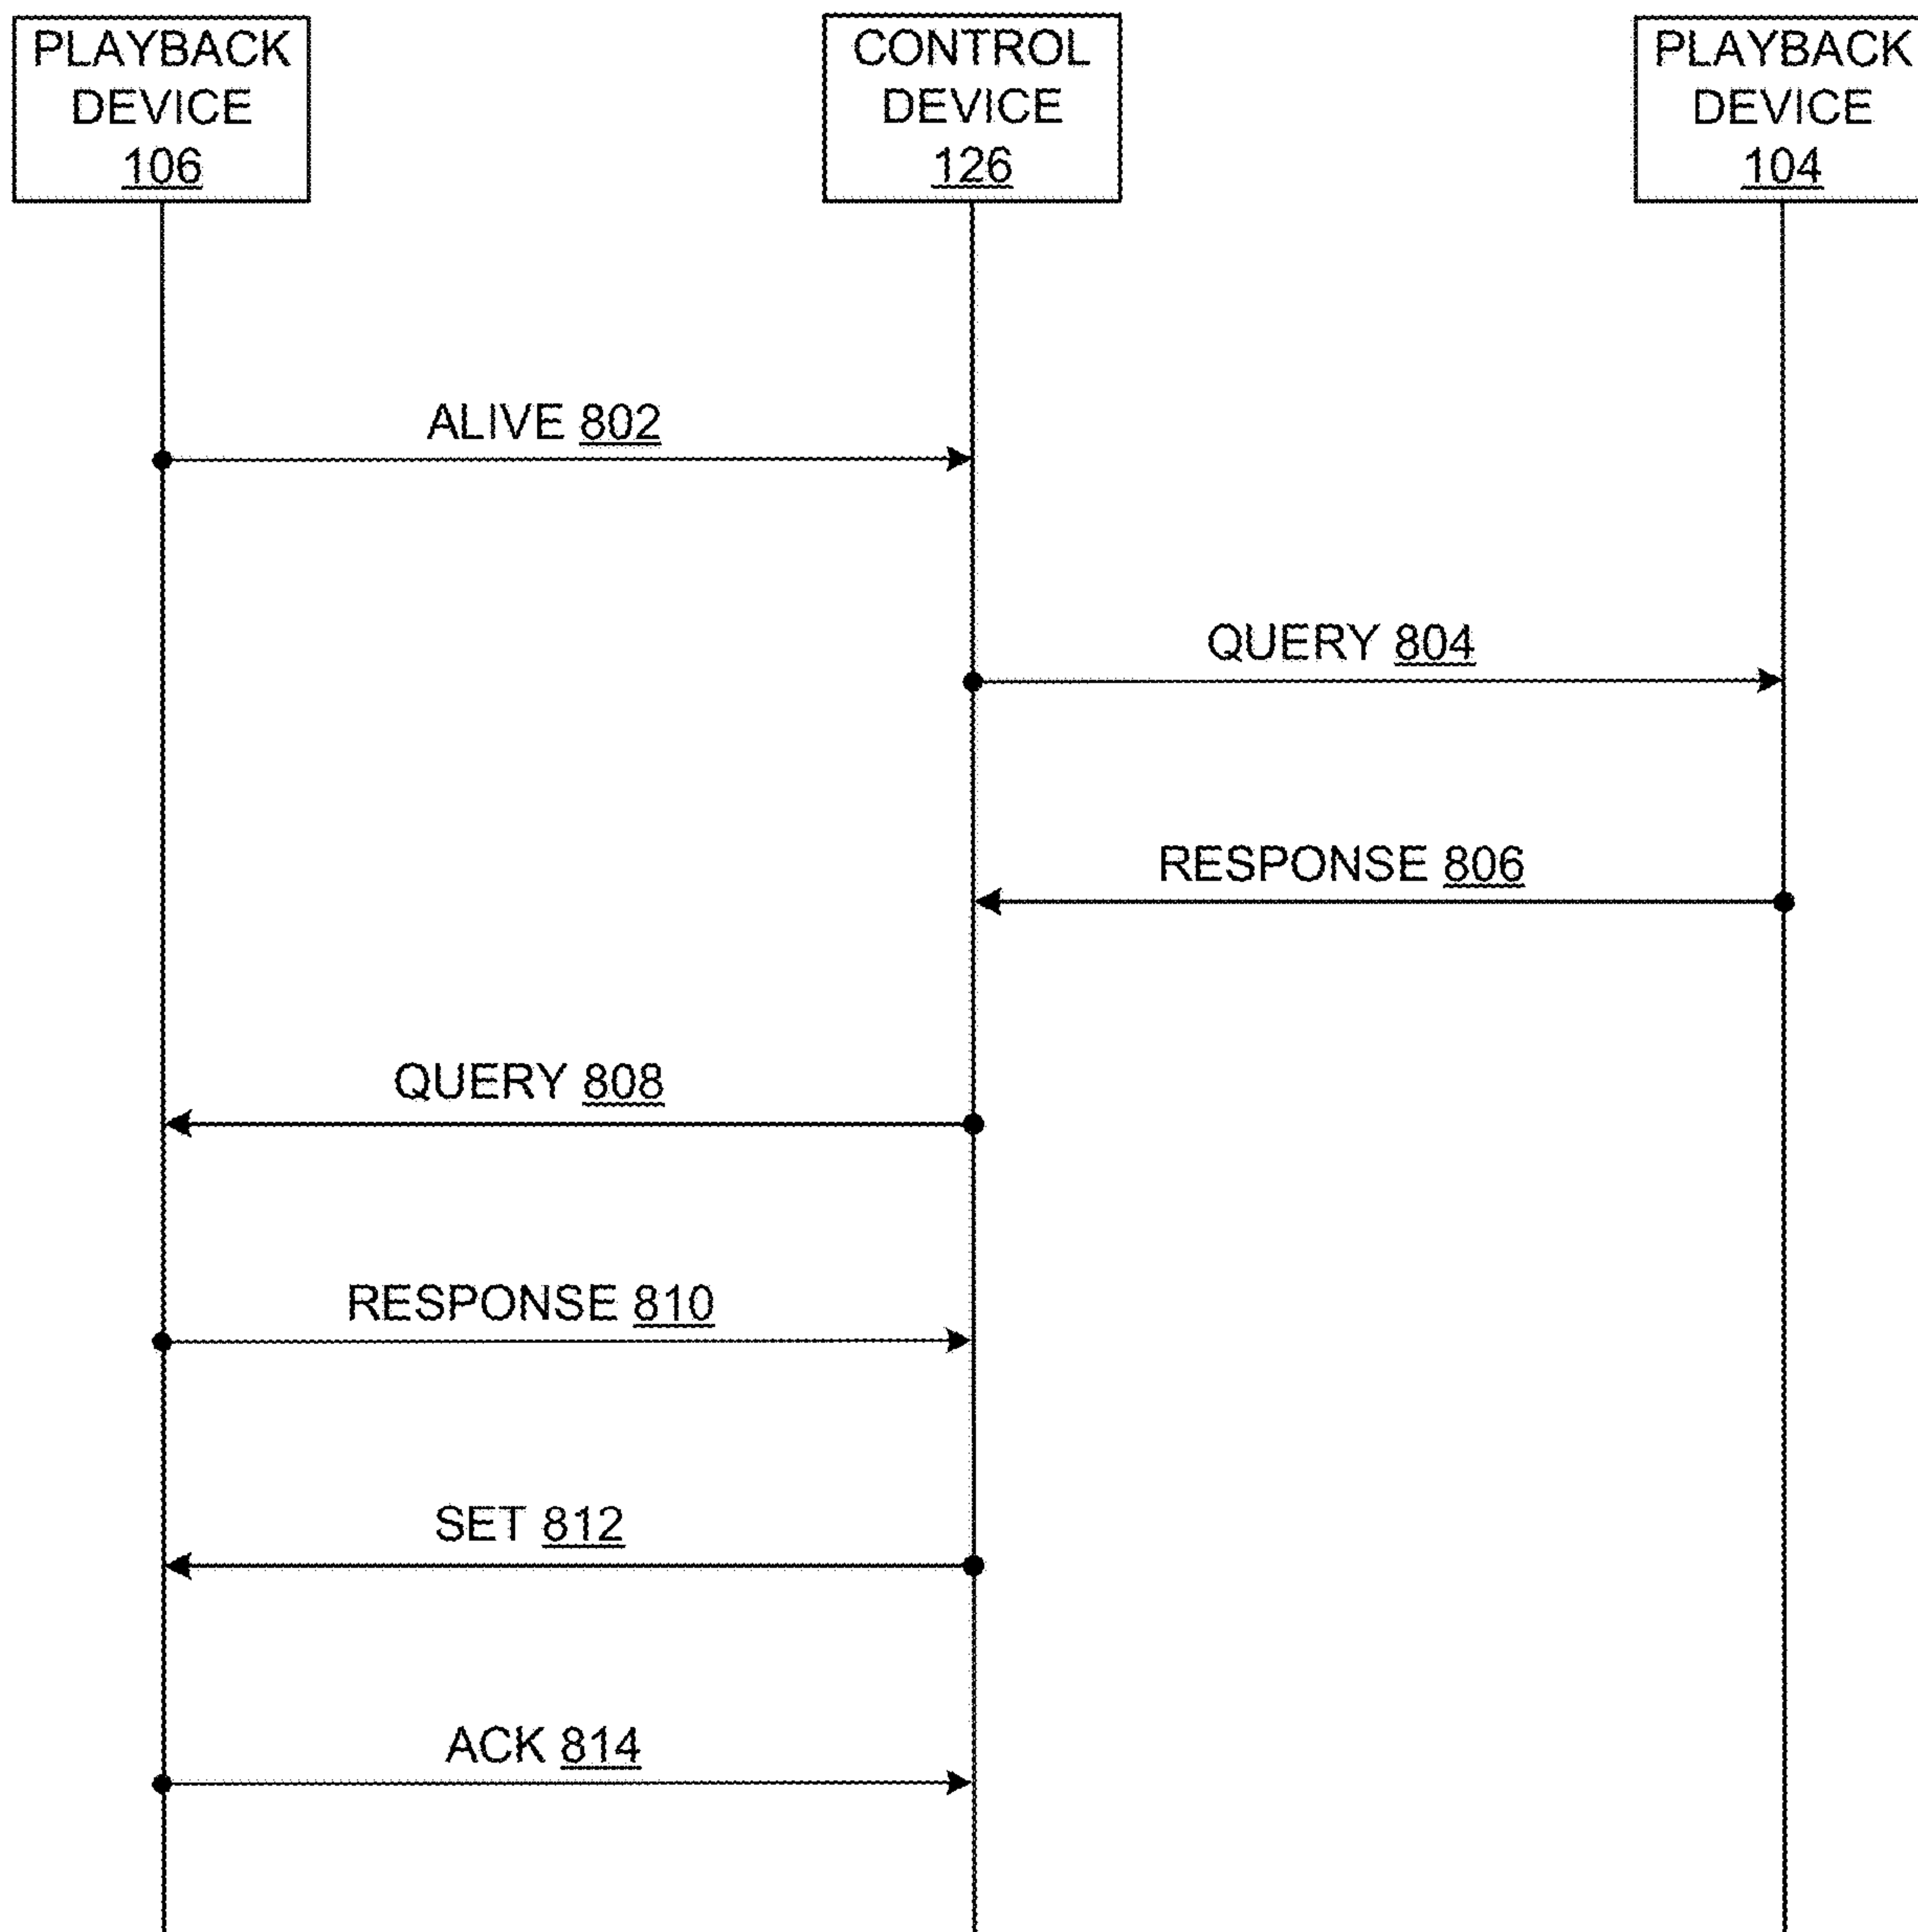 PLAYBACK
DEVICE
106
CONTROL
DEVICE
126
PLAYBACK
DEVICE
104
ALIVE 802
QUERY 804
RESPONSE 806
QUERY 808
RESPONSE 810
SET 812
ACK 814